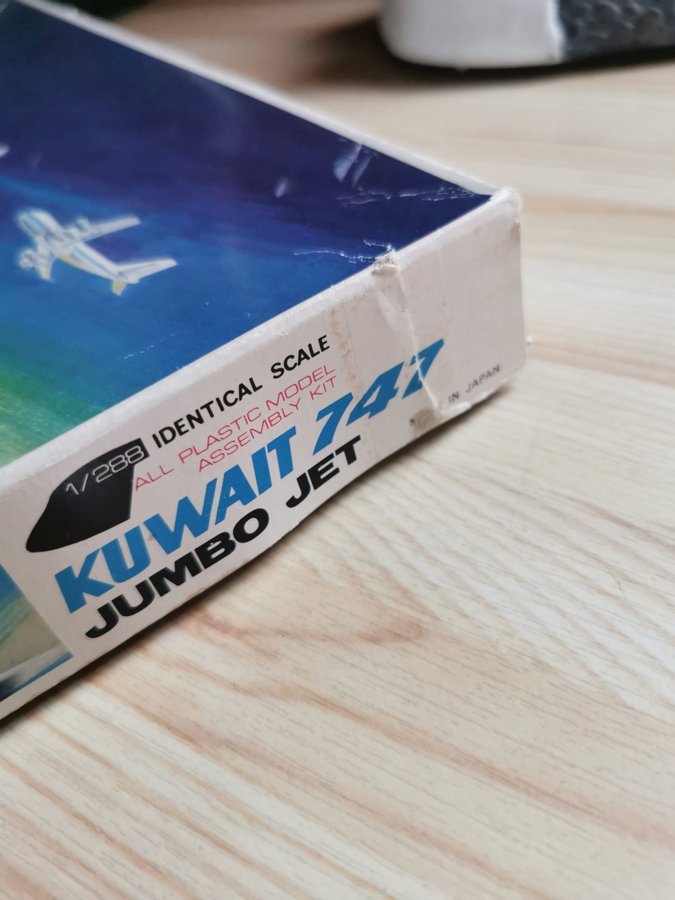 1/288 IDENTICAL SCALE
ALL PLASTIC MODEL
ASSEMBLY KIT
KUWAIT 747
JUMBO JET
IN JAPAN